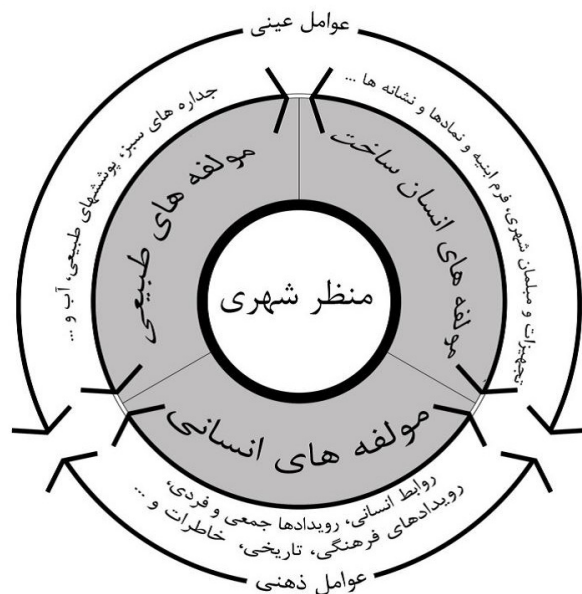 عوامل عینی
تجهیزات و مبلمان شهری، فرم ابنیه و نمادها و نشانه ها ...
جداره های سبز، پوششهای طبیعی، آب و ...
مولفه های انسان ساخت
مولفه های طبیعی
منظر شهری
مولفه های انسانی
روابط انسانی، رویدادها جمعی و فردی،
رویدادهای فرهنگی، تاریخی، خاطرات و ...
عوامل ذهنی